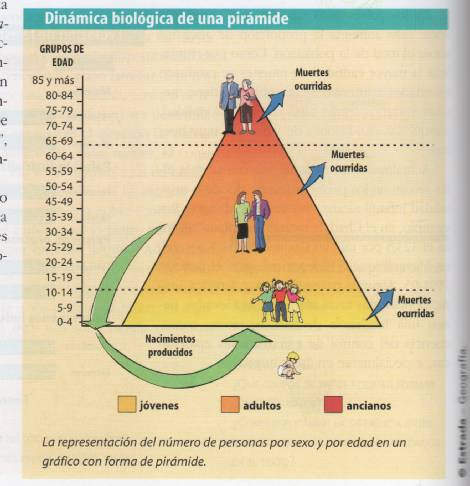 Dinámica biológica de una pirámide
GRUPOS DE
EDAD
85 y más
80-84
75-79
70-74
65-69
60-64
55-59
50-54
45-49
35-39
30-34
25-29
20-24
15-19
10-14
5-9
0-4
Muertes
ocurridas
Muertes
ocurridas
Muertes
ocurridas
Nacimientos
producidos
jóvenes
adultos
ancianos
La representación del número de personas por sexo y por edad en un
gráfico con forma de pirámide.
© Estrada - Geografía